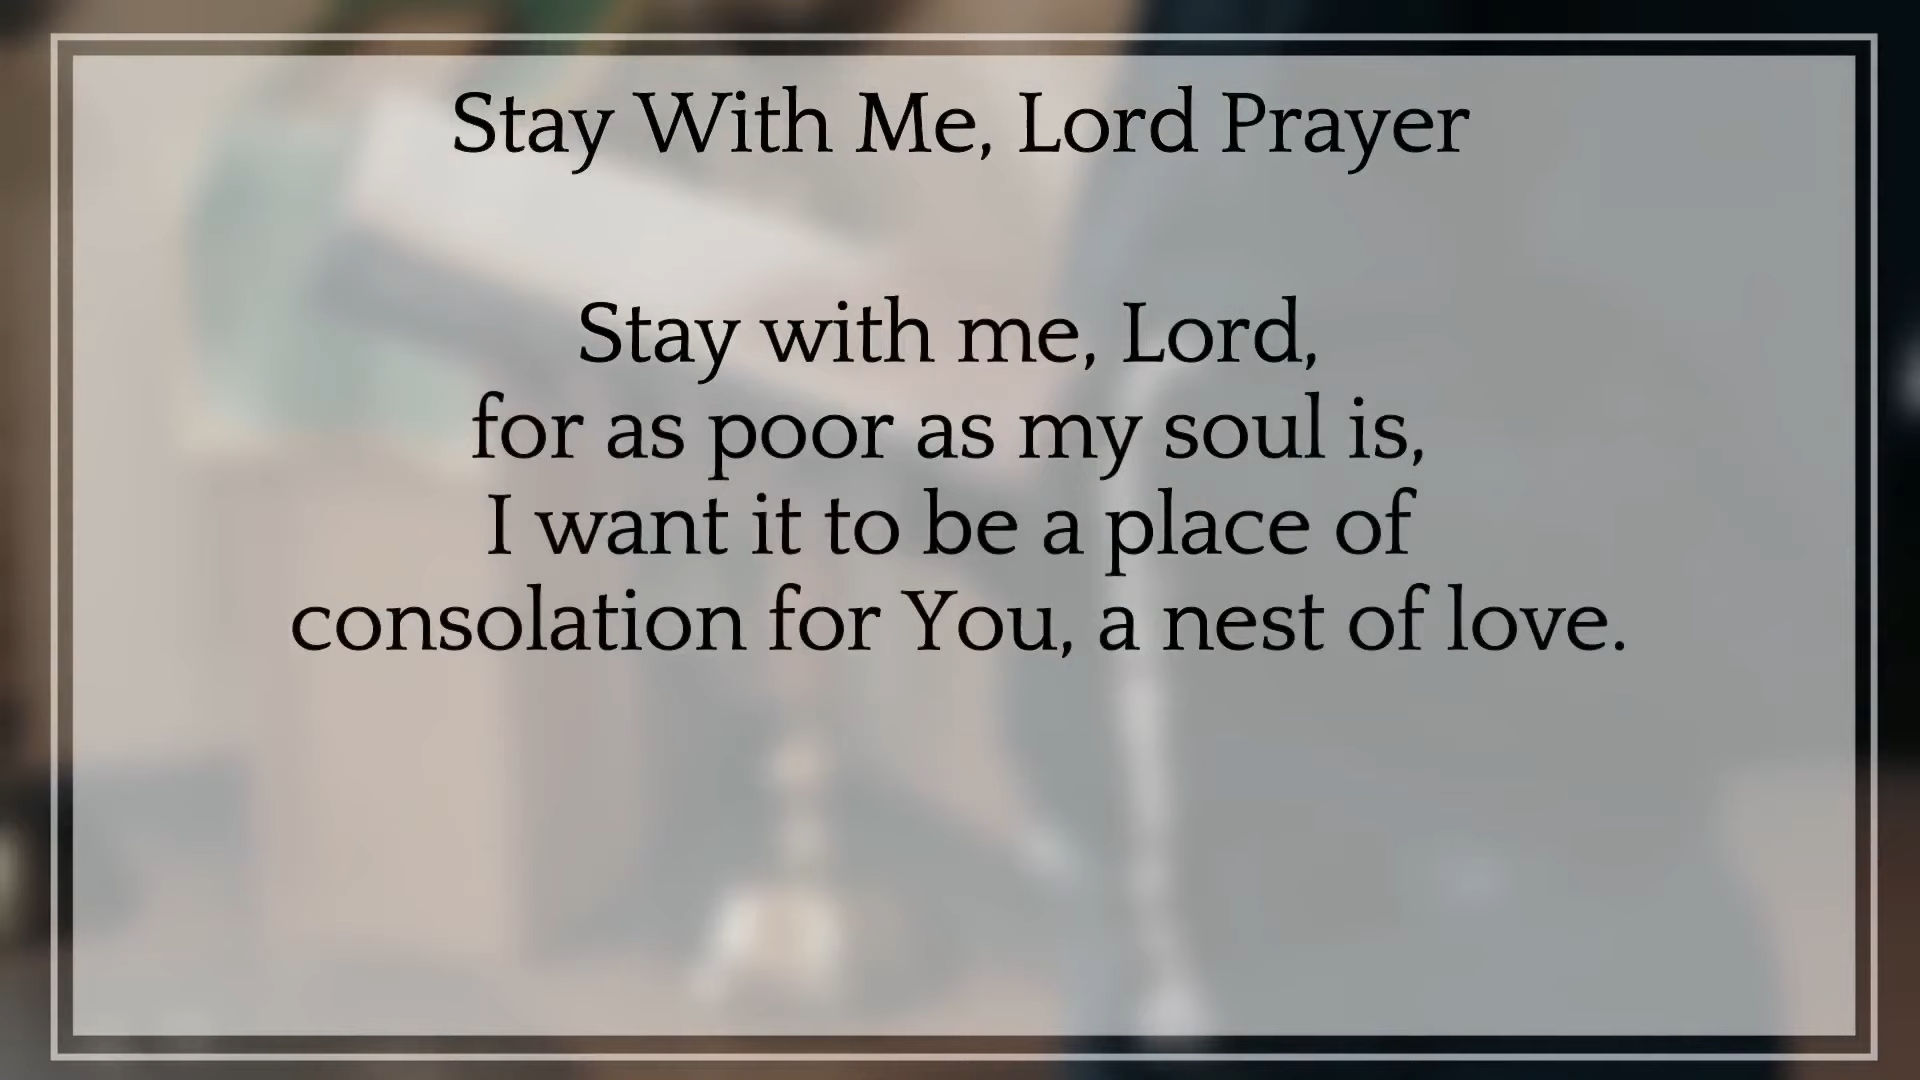 Stay With Me, Lord Prayer
Stay with me, Lord,
for as poor as my soul is,
I want it to be a place of
consolation for You, a nest of love.